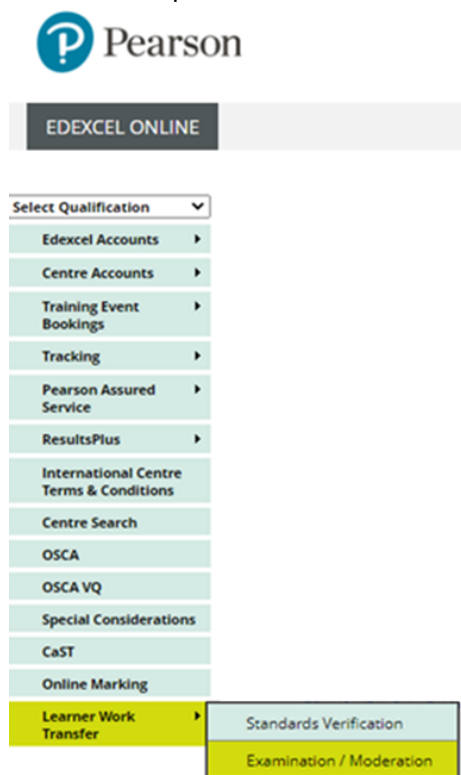 Pearson
EDEXCEL ONLINE
Select Qualification
Edexcel Accounts
Centre Accounts
Training Event
Bookings
Tracking
Pearson Assured
Service
ResultsPlus
International Centre
Terms & Conditions
Centre Search
OSCA
OSCA VQ
Special Considerations
CaST
Online Marking
Learner Work
Transfer
Standards Verification
Examination / Moderation